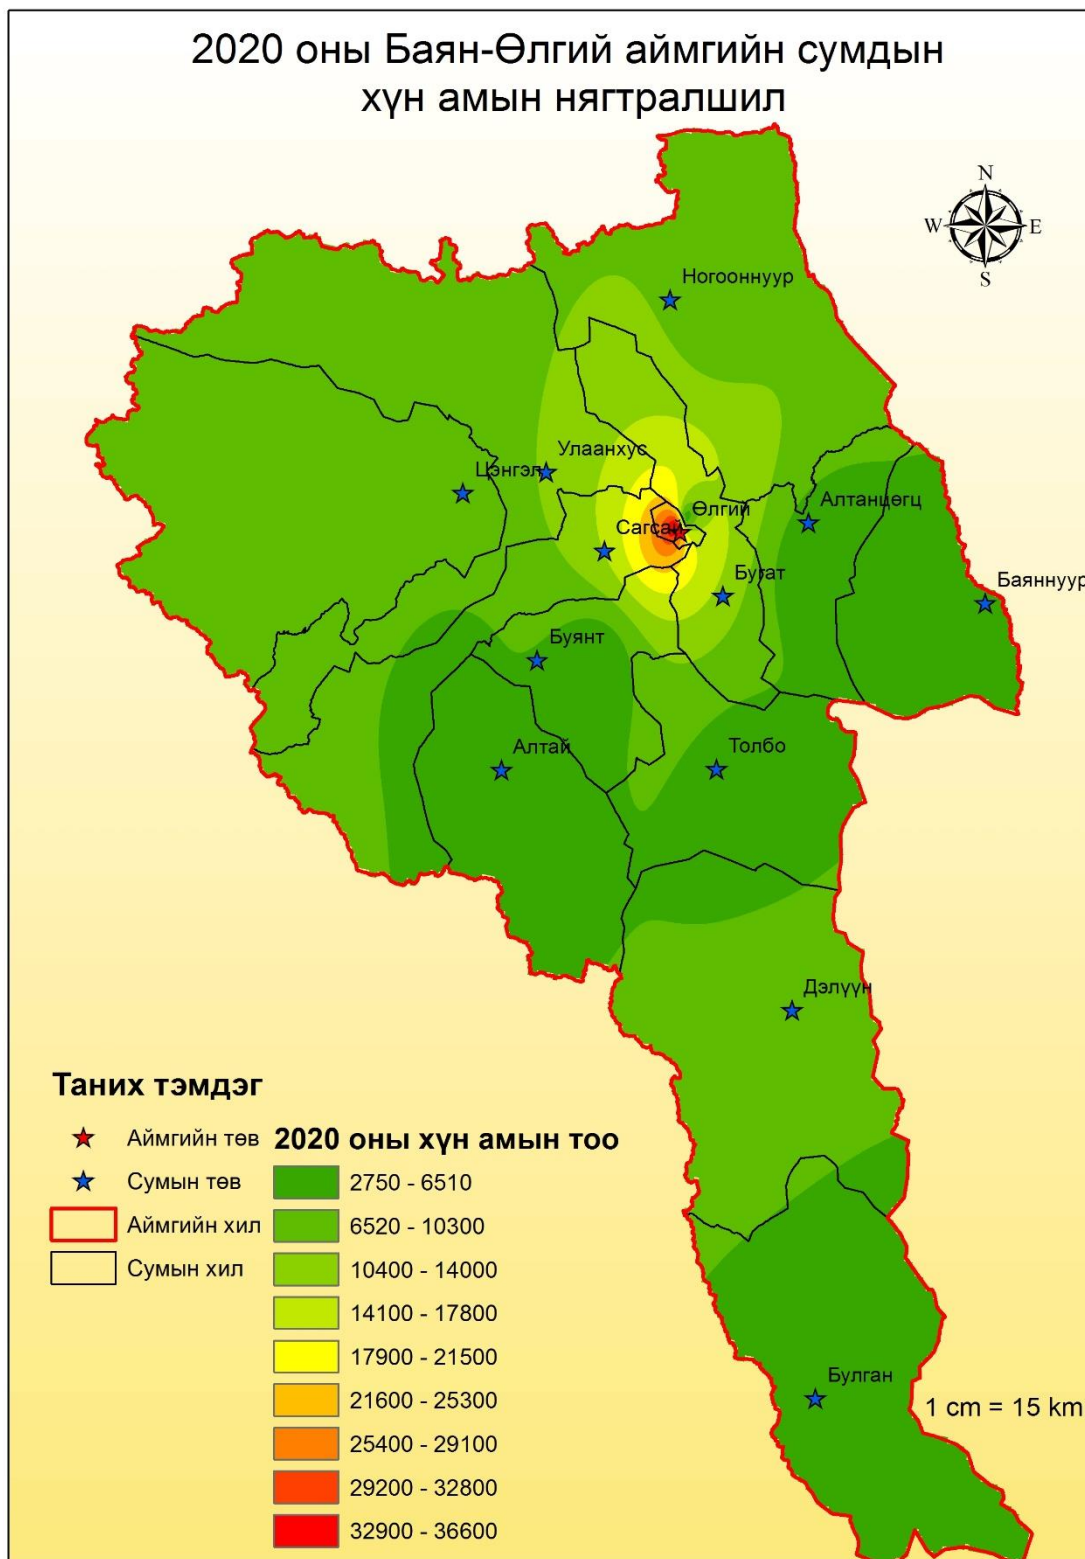 2020 оны Баян-Өлгий аймгийн сумдын
хүн амын нягтралшил
N
W
E
S
Ногооннуур
Улаанхус
Цэнгэл
Өлгий
Алтанцөгц
Сагсай
Бугат
Баяннуур
Буянт
Алтай
Толбо
Дэлүүн
Булган
1 cm = 15 km
Таних тэмдэг
Аймгийн төв
Сумын төв
Аймгийн хил
Сумын хил
2020 оны хүн амын тоо
2750 - 6510
6520 - 10300
10400 - 14000
14100 - 17800
17900 - 21500
21600 - 25300
25400 - 29100
29200 - 32800
32900 - 36600